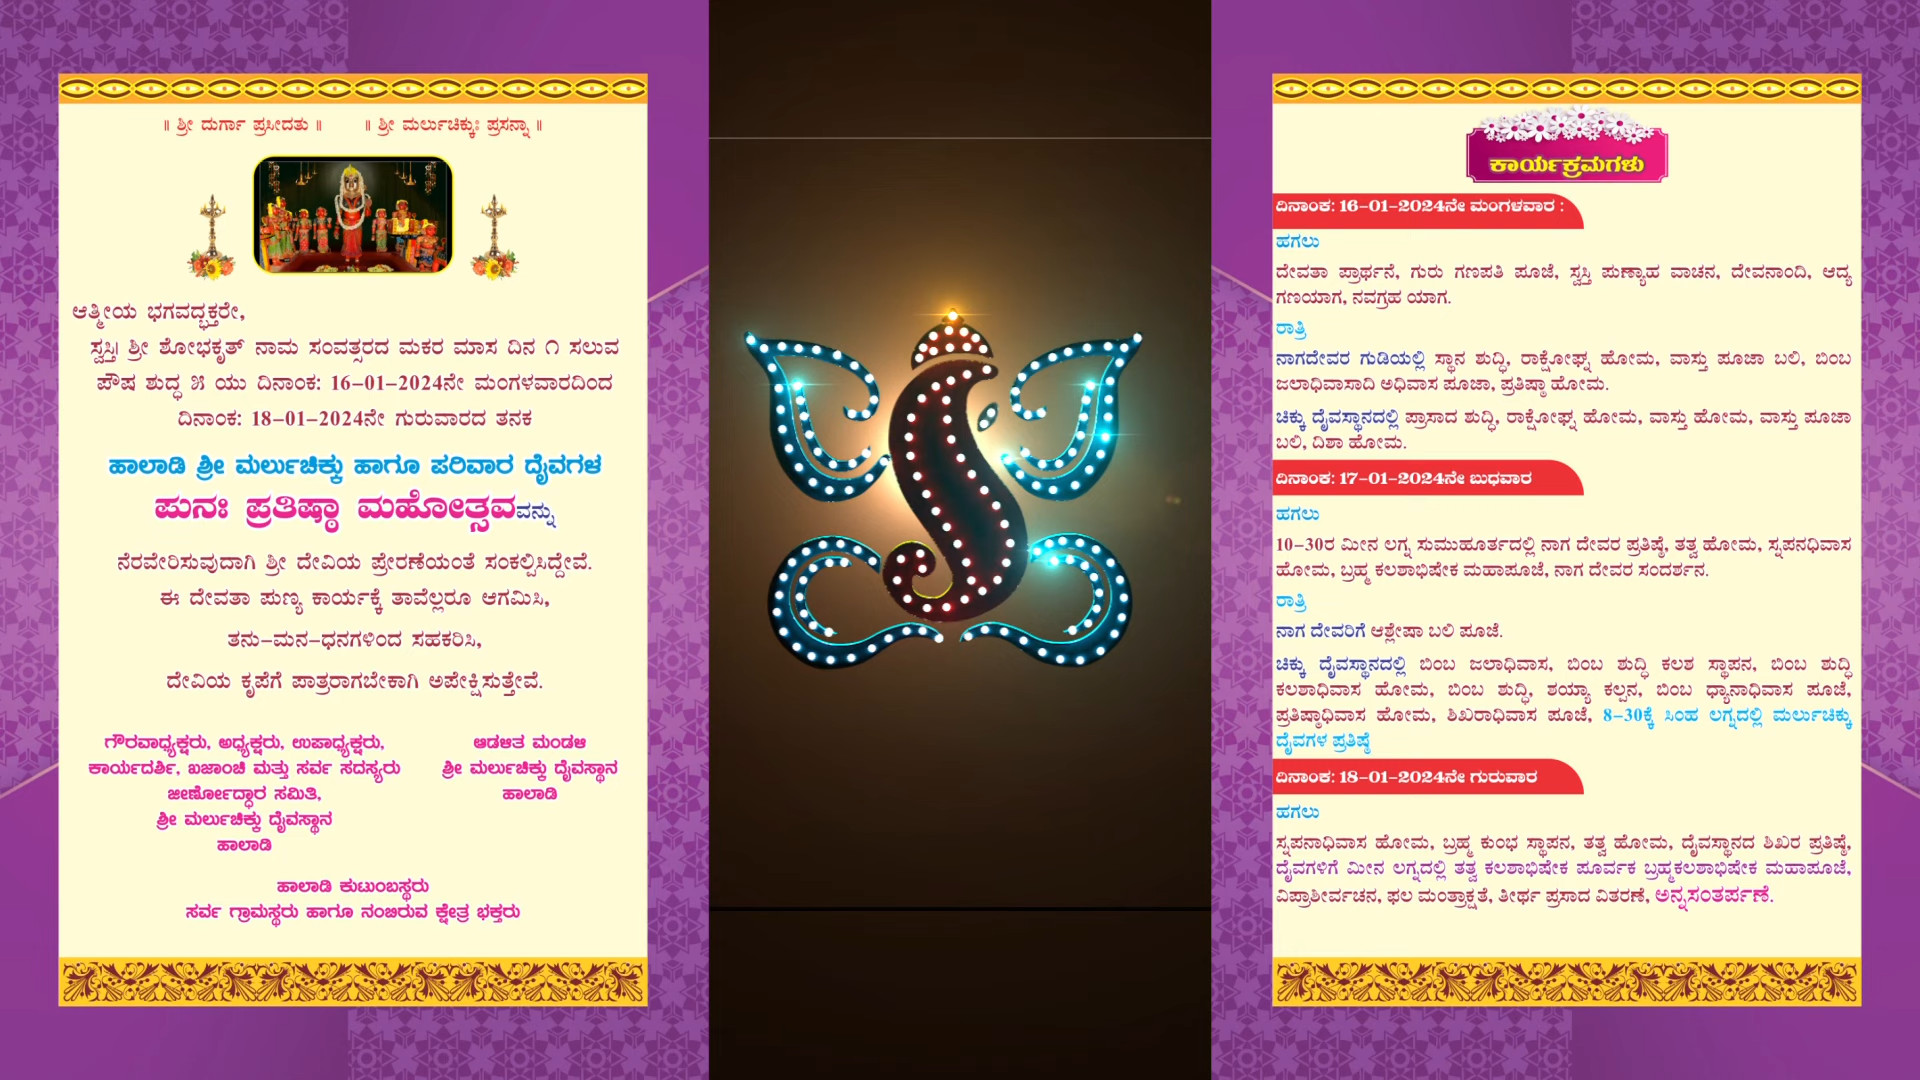 ॥ ಶ್ರೀ ದುರ್ಗಾ ಪ್ರಸೀದತು ॥ ॥ ಶ್ರೀ ಮರ್ಲುಚಿಕ್ಕುಃ ಪ್ರಸನ್ನಾ ॥
ಆತ್ಮೀಯ ಭಗವದ್ಭಕ್ತರೇ,
ಸ್ವಸ್ತಿ। ಶ್ರೀ ಶೋಭಕೃತ್ ನಾಮ ಸಂವತ್ಸರದ ಮಕರ ಮಾಸ ದಿನ ೧ ಸಲುವ
ಪೌಷ ಶುದ್ಧ ೫ ಯು ದಿನಾಂಕ: 16-01-2024ನೇ ಮಂಗಳವಾರದಿಂದ
ದಿನಾಂಕ: 18-01-2024ನೇ ಗುರುವಾರದ ತನಕ
ಹಾಲಾಡಿ ಶ್ರೀ ಮರ್ಲುಚಿಕ್ಕು ಹಾಗೂ ಪರಿವಾರ ದೈವಗಳ
ಪುನಃ ಪ್ರತಿಷ್ಠಾ ಮಹೋತ್ಸವವನ್ನು
ನೆರವೇರಿಸುವುದಾಗಿ ಶ್ರೀ ದೇವಿಯ ಪ್ರೇರಣೆಯಂತೆ ಸಂಕಲ್ಪಿಸಿದ್ದೇವೆ.
ಈ ದೇವತಾ ಪುಣ್ಯ ಕಾರ್ಯಕ್ಕೆ ತಾವೆಲ್ಲರೂ ಆಗಮಿಸಿ,
ತನು-ಮನ-ಧನಗಳಿಂದ ಸಹಕರಿಸಿ,
ದೇವಿಯ ಕೃಪೆಗೆ ಪಾತ್ರರಾಗಬೇಕಾಗಿ ಅಪೇಕ್ಷಿಸುತ್ತೇವೆ.
ಗೌರವಾಧ್ಯಕ್ಷರು, ಅಧ್ಯಕ್ಷರು, ಉಪಾಧ್ಯಕ್ಷರು,
ಕಾರ್ಯದರ್ಶಿ, ಖಜಾಂಚಿ ಮತ್ತು ಸರ್ವ ಸದಸ್ಯರು
ಜೀರ್ಣೋದ್ಧಾರ ಸಮಿತಿ,
ಶ್ರೀ ಮರ್ಲುಚಿಕ್ಕು ದೈವಸ್ಥಾನ
ಹಾಲಾಡಿ
ಆಡಳಿತ ಮಂಡಳಿ
ಶ್ರೀ ಮರ್ಲುಚಿಕ್ಕು ದೈವಸ್ಥಾನ
ಹಾಲಾಡಿ
ಹಾಲಾಡಿ ಕುಟುಂಬಸ್ಥರು
ಸರ್ವ ಗ್ರಾಮಸ್ಥರು ಹಾಗೂ ನಂಬಿರುವ ಕ್ಷೇತ್ರ ಭಕ್ತರು
ಕಾರ್ಯಕ್ರಮಗಳು
ದಿನಾಂಕ: 16-01-2024ನೇ ಮಂಗಳವಾರ :
ಹಗಲು
ದೇವತಾ ಪ್ರಾರ್ಥನೆ, ಗುರು ಗಣಪತಿ ಪೂಜೆ, ಸ್ವಸ್ತಿ ಪುಣ್ಯಾಹ ವಾಚನ, ದೇವನಾಂದಿ, ಆದ್ಯ
ಗಣಯಾಗ, ನವಗ್ರಹ ಯಾಗ.
ರಾತ್ರಿ
ನಾಗದೇವರ ಗುಡಿಯಲ್ಲಿ ಸ್ಥಾನ ಶುದ್ಧಿ, ರಾಕ್ಷೋಘ್ನ ಹೋಮ, ವಾಸ್ತು ಪೂಜಾ ಬಲಿ, ಬಿಂಬ
ಜಲಾಧಿವಾಸಾದಿ ಅಧಿವಾಸ ಪೂಜಾ, ಪ್ರತಿಷ್ಠಾ ಹೋಮ.
ಚಿಕ್ಕು ದೈವಸ್ಥಾನದಲ್ಲಿ ಪ್ರಾಸಾದ ಶುದ್ಧಿ, ರಾಕ್ಷೋಘ್ನ ಹೋಮ, ವಾಸ್ತು ಹೋಮ, ವಾಸ್ತು ಪೂಜಾ
ಬಲಿ, ದಿಶಾ ಹೋಮ.
ದಿನಾಂಕ: 17-01-2024ನೇ ಬುಧವಾರ
ಹಗಲು
10-30ರ ಮೀನ ಲಗ್ನ ಸುಮುಹೂರ್ತದಲ್ಲಿ ನಾಗ ದೇವರ ಪ್ರತಿಷ್ಠೆ, ತತ್ವ ಹೋಮ, ಸ್ನಪನಧಿವಾಸ
ಹೋಮ, ಬ್ರಹ್ಮ ಕಲಶಾಭಿಷೇಕ ಮಹಾಪೂಜೆ, ನಾಗ ದೇವರ ಸಂದರ್ಶನ.
ರಾತ್ರಿ
ನಾಗ ದೇವರಿಗೆ ಆಶ್ಲೇಷಾ ಬಲಿ ಪೂಜೆ.
ಚಿಕ್ಕು ದೈವಸ್ಥಾನದಲ್ಲಿ ಬಿಂಬ ಜಲಾಧಿವಾಸ, ಬಿಂಬ ಶುದ್ಧಿ ಕಲಶ ಸ್ಥಾಪನ, ಬಿಂಬ ಶುದ್ಧಿ
ಕಲಶಾಧಿವಾಸ ಹೋಮ, ಬಿಂಬ ಶುದ್ಧಿ, ಶಯ್ಯಾ ಕಲ್ಪನ, ಬಿಂಬ ಧ್ಯಾನಾಧಿವಾಸ ಪೂಜೆ,
ಪ್ರತಿಷ್ಠಾಧಿವಾಸ ಹೋಮ, ಶಿಖರಾಧಿವಾಸ ಪೂಜೆ, 8-30ಕ್ಕೆ ಸಿಂಹ ಲಗ್ನದಲ್ಲಿ ಮರ್ಲುಚಿಕ್ಕು
ದೈವಗಳ ಪ್ರತಿಷ್ಠೆ
ದಿನಾಂಕ: 18-01-2024ನೇ ಗುರುವಾರ
ಹಗಲು
ಸ್ನಪನಾಧಿವಾಸ ಹೋಮ, ಬ್ರಹ್ಮ ಕುಂಭ ಸ್ಥಾಪನ, ತತ್ವ ಹೋಮ, ದೈವಸ್ಥಾನದ ಶಿಖರ ಪ್ರತಿಷ್ಠೆ,
ದೈವಗಳಿಗೆ ಮೀನ ಲಗ್ನದಲ್ಲಿ ತತ್ವ ಕಲಶಾಭಿಷೇಕ ಪೂರ್ವಕ ಬ್ರಹ್ಮಕಲಶಾಭಿಷೇಕ ಮಹಾಪೂಜೆ,
ವಿಪ್ರಾಶೀರ್ವಚನ, ಫಲ ಮಂತ್ರಾಕ್ಷತೆ, ತೀರ್ಥ ಪ್ರಸಾದ ವಿತರಣೆ, ಅನ್ನಸಂತರ್ಪಣೆ.